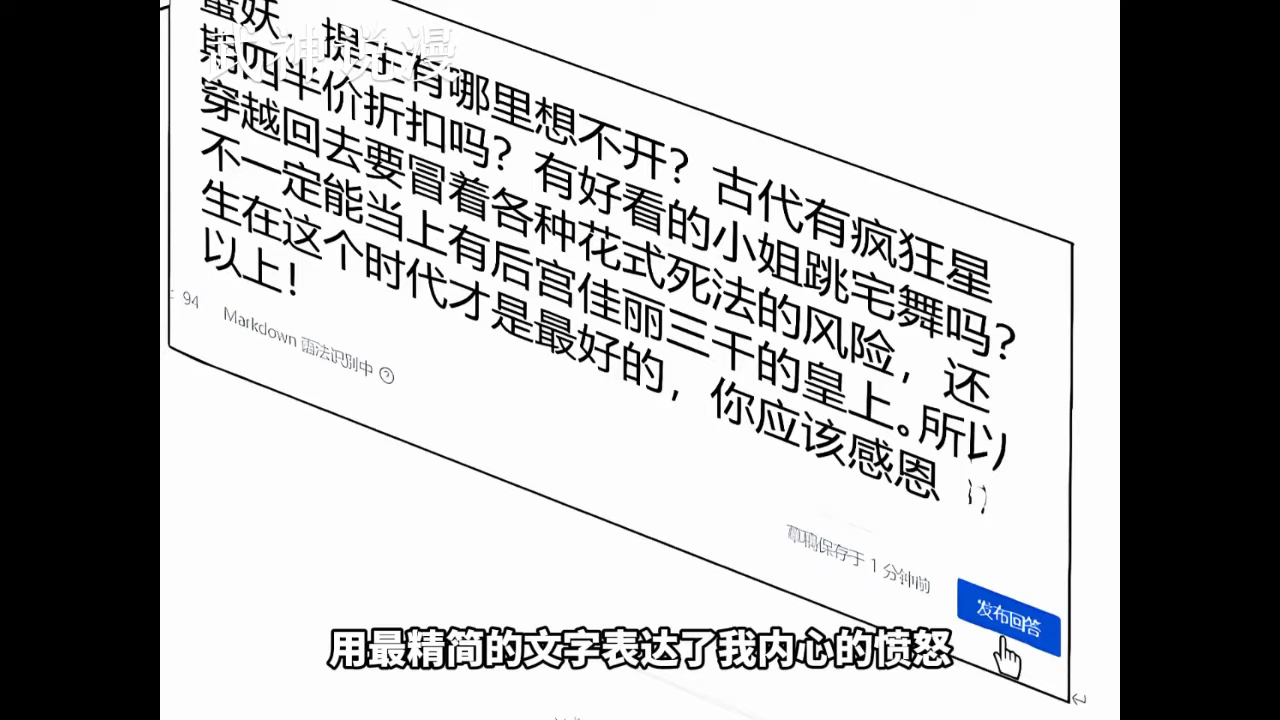 武神说漫
有哪里想不开？古代有疯狂星
期四半价折扣吗？有好看的小姐跳宅舞吗？
穿越回去要冒着各种花式死法的风险，还
不一定能当上有后宫佳丽三千的皇上。所以
生在这个时代才是最好的，你应该感恩
以上！
94
Markdown 语法识别中
草稿保存于 1 分钟前
发布回答
用最精简的文字表达了我内心的愤怒